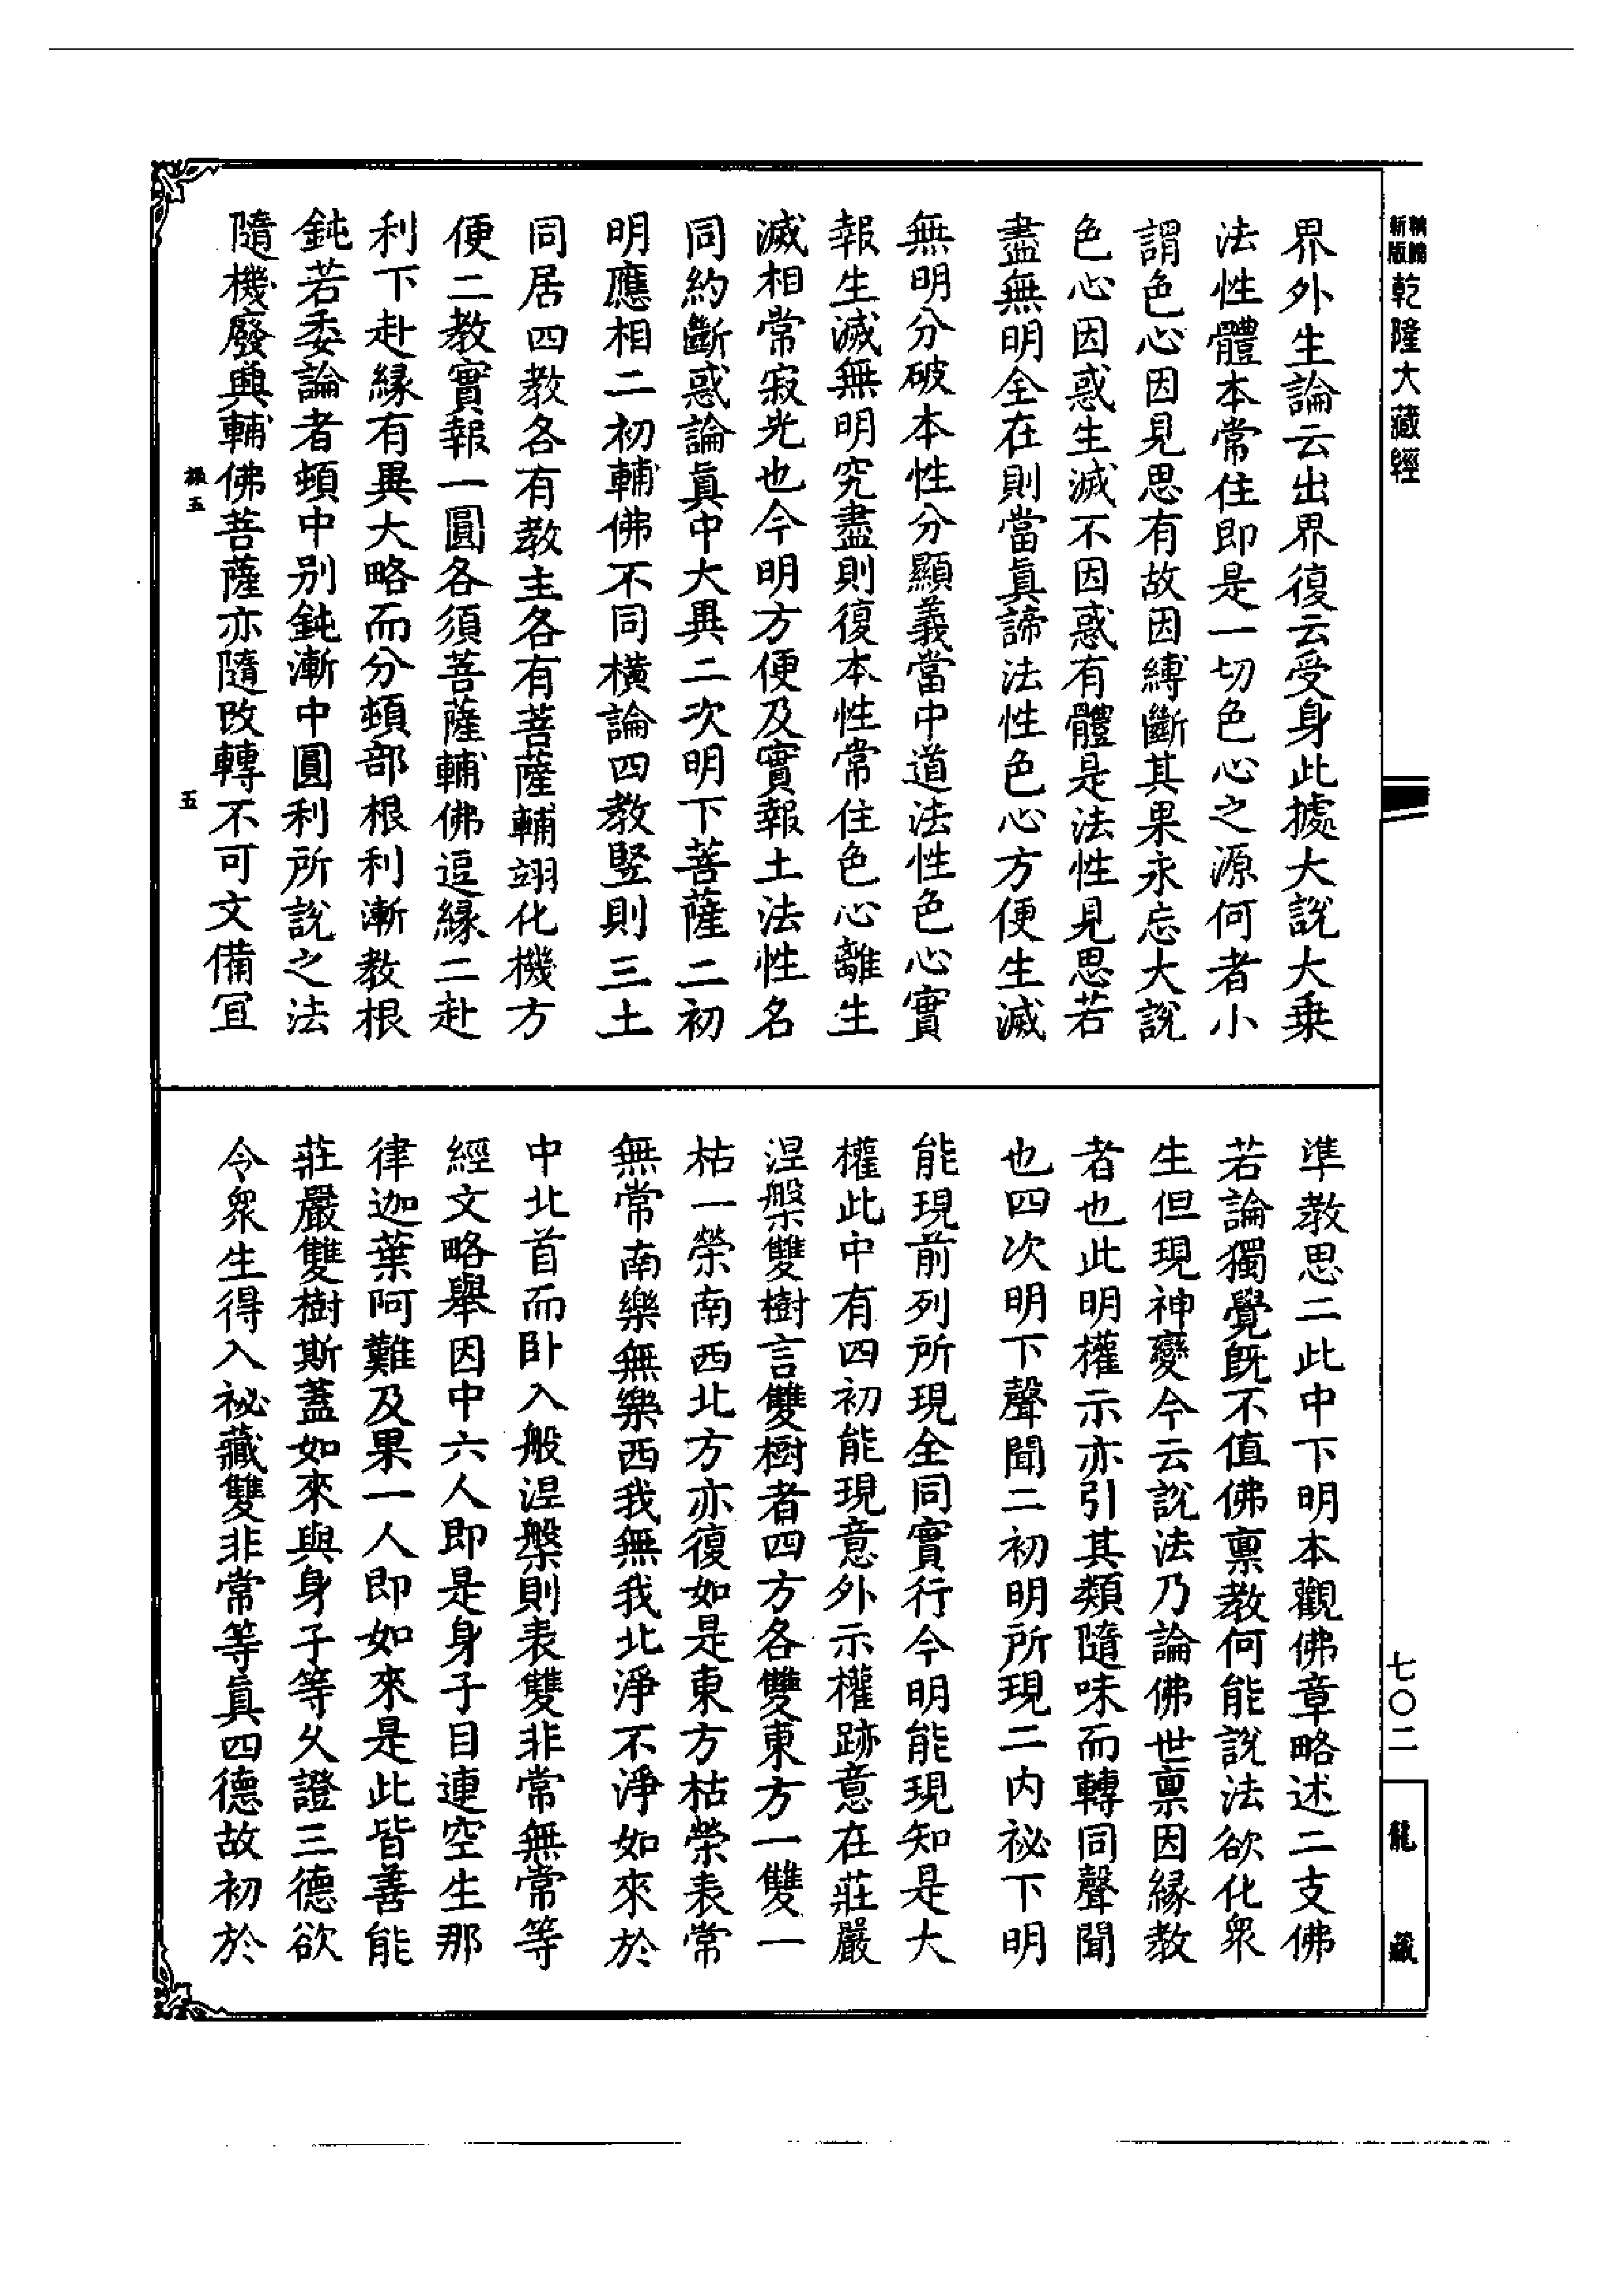 精縮新版 乾隆大藏經
界外生論云出界復云受身此據大說大乘
法性體本常住即是一切色心之源何者小
謂色心因見思有故因縛斷其果永忘大說
色心因惑生滅不因惑有體是法性見思若
盡無明全在則當眞諦法性色心方便生滅
無明分破本性分顯義當中道法性色心實
報生滅無明究盡則復本性常住色心離生
滅相常寂光也今明方便及實報土法性名
同約斷惑論眞中大異二次明下菩薩二初
明應相二初輔佛不同橫論四教竪則三土
同居四教各有教主各有菩薩輔翊化機方
便二教實報一圓各須菩薩輔佛逗緣二赴
利下赴緣有異大略而分頓部根利漸教根
鈍若委論者頓中別鈍漸中圓利所說之法
隨機廢興輔佛菩薩亦隨改轉不可文備冝
五
準教思二此中下明本觀佛章略述二支佛
若論獨覺旣不值佛稟教何能說法欲化衆
生但現神變今云說法乃論佛世稟因緣教
者也此明權示亦引其類隨味而轉同聲聞
也四次明下聲聞二初明所現二内祕下明
能現前列所現全同實行今明能現知是大
權此中有四初能現意外示權跡意在莊嚴
涅槃雙樹言雙樹者四方各雙東方一雙一
枯一榮南西北方亦復如是東方枯榮表常
無常南樂無樂西我無我北淨不淨如來於
中北首而卧入般涅槃則表雙非常無常等
經文略舉因中六人即是身子目連空生那
律迦葉阿難及果一人即如來是此皆善能
莊嚴雙樹斯蓋如來與身子等久證三德欲
令衆生得入祕藏雙非常等眞四德故初於
七〇二
龍藏